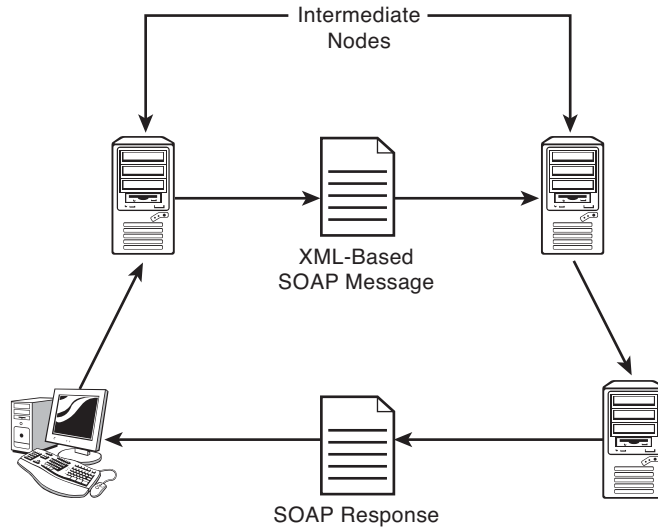 Intermediate
Nodes
XML-Based
SOAP Message
SOAP Response